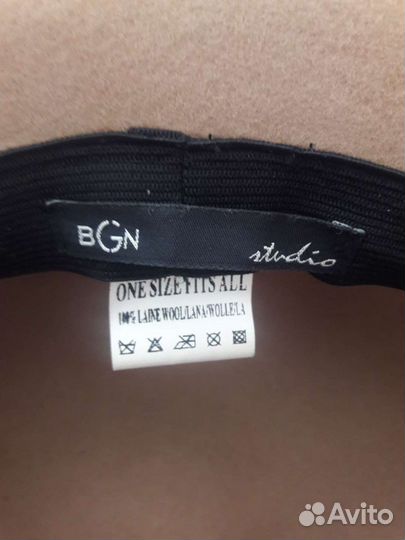 BGN studio
ONE SIZE FITS ALL
100% LAINE WOOL/LANA/WOLLE/LA
Avito